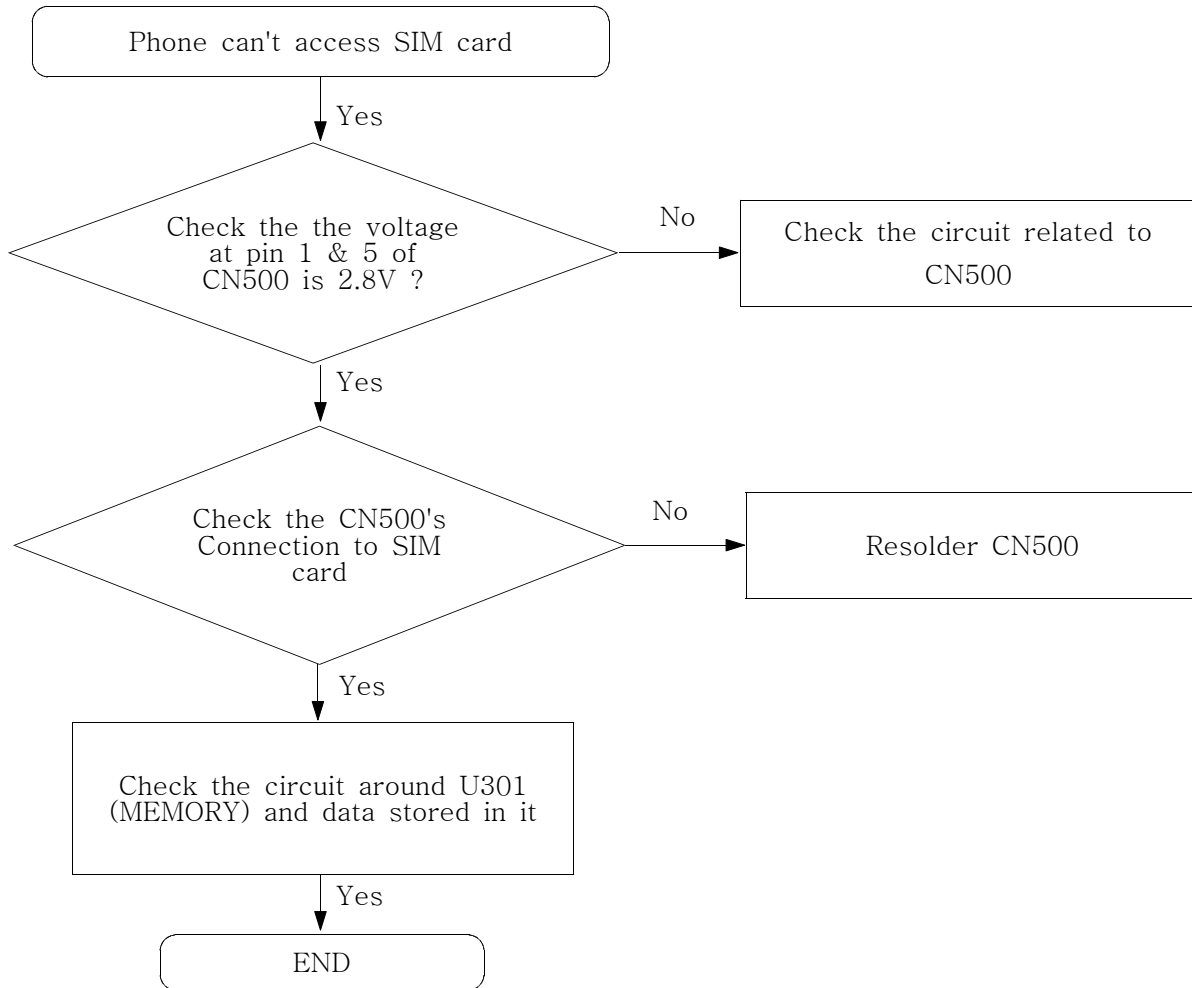 Phone can't access SIM card
Yes
Check the the voltage
at pin 1 & 5 of
CN500 is 2.8V ?
No
Check the circuit related to
CN500
Yes
Check the CN500's
Connection to SIM
card
No
Resolder CN500
Yes
Check the circuit around U301
(MEMORY) and data stored in it
Yes
END